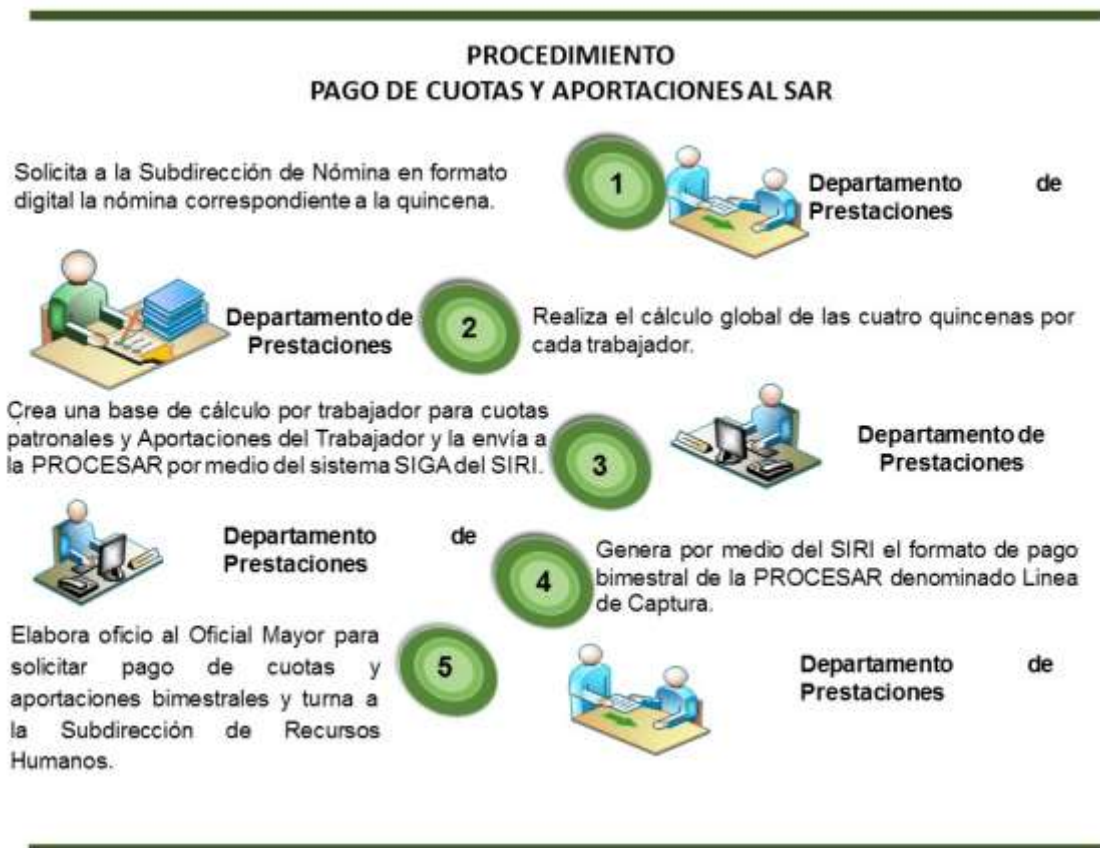 PROCEDIMIENTO
PAGO DE CUOTAS Y APORTACIONES AL SAR
Solicita a la Subdirección de Nómina en formato
digital la nómina correspondiente a la quincena.
1
Departamento de
Prestaciones
Departamento de
Prestaciones
2
Realiza el cálculo global de las cuatro quincenas por
cada trabajador.
Crea una base de cálculo por trabajador para cuotas
patronales y Aportaciones del Trabajador y la envía a
la PROCESAR por medio del sistema SIGA del SIRI.
3
Departamento de
Prestaciones
Departamento de
Prestaciones
4
Genera por medio del SIRI el formato de pago
bimestral de la PROCESAR denominado Linea
de Captura.
Elabora oficio al Oficial Mayor para
solicitar pago de cuotas y
aportaciones bimestrales y turna a
la Subdirección de Recursos
Humanos.
5
Departamento de
Prestaciones